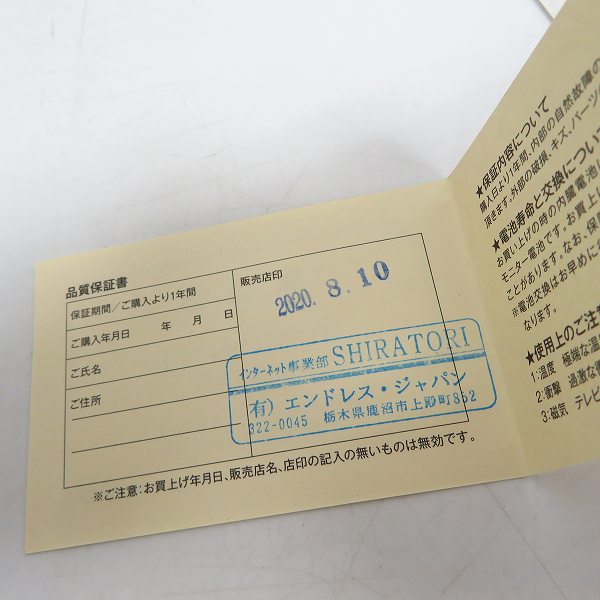 品質保証書
保証期間／ご購入より1年間
ご購入年月日 年 月 日
ご氏名
ご住所
販売店印
2020. 8. 10
インターネット事業部 SHIRATORI
有）エンドレス・ジャパン
322-0045 栃木県鹿沼市上殿町852
※ご注意：お買上げ年月日、販売店名、店印の記入の無いものは無効です。
★保証内容について
購入日より1年間、内部の自然故障の
頂きます。外部の破損、キズ、パーツの
★電池寿命と交換について
お買い上げの時の内臓電池は
モニター電池です。お買上
ことがあります。なお、保
※電池交換はお早めに
なります。
★使用上のご注意
1：温度 極端な温
2：衝撃 過激な
3：磁気 テレビ